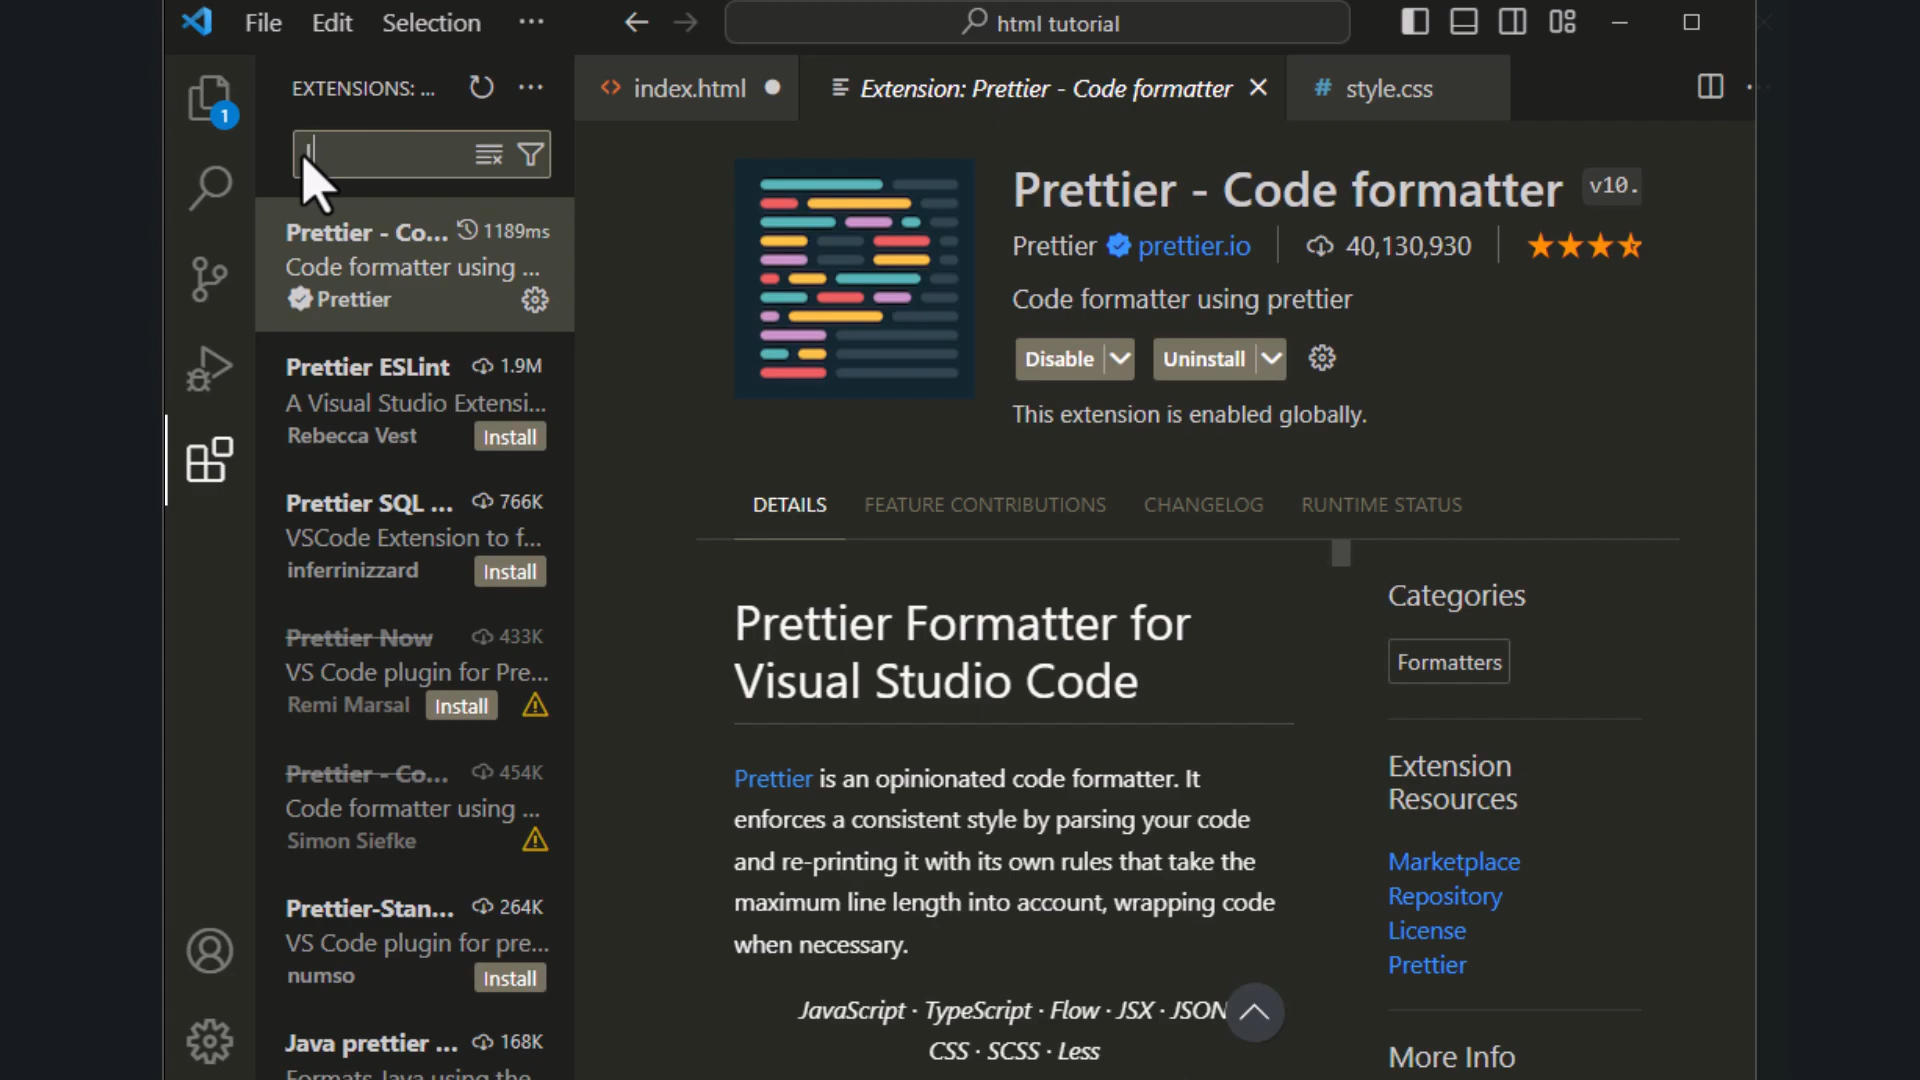 File Edit Selection ···
html tutorial
EXTENSIONS: ...
index.html
Extension: Prettier - Code formatter
# style.css
1
Prettier - Co... 1189ms
Code formatter using ...
Prettier
Prettier ESLint 1.9M
A Visual Studio Extensi...
Rebecca Vest Install
Prettier SQL ... 766K
VSCode Extension to f...
inferrinizzard Install
Prettier Now 433K
VS Code plugin for Pre...
Remi Marsal Install
Prettier - Co... 454K
Code formatter using ...
Simon Siefke
Prettier-Stan... 264K
VS Code plugin for pre...
numso Install
Java prettier ... 168K
Formats Java using the
Prettier - Code formatter v10.
Prettier prettier.io 40,130,930
Code formatter using prettier
Disable Uninstall
This extension is enabled globally.
DETAILS FEATURE CONTRIBUTIONS CHANGELOG RUNTIME STATUS
Prettier Formatter for
Visual Studio Code
Prettier is an opinionated code formatter. It
enforces a consistent style by parsing your code
and re-printing it with its own rules that take the
maximum line length into account, wrapping code
when necessary.
JavaScript · TypeScript · Flow · JSX · JSON
CSS · SCSS · Less
Categories
Formatters
Extension
Resources
Marketplace
Repository
License
Prettier
More Info